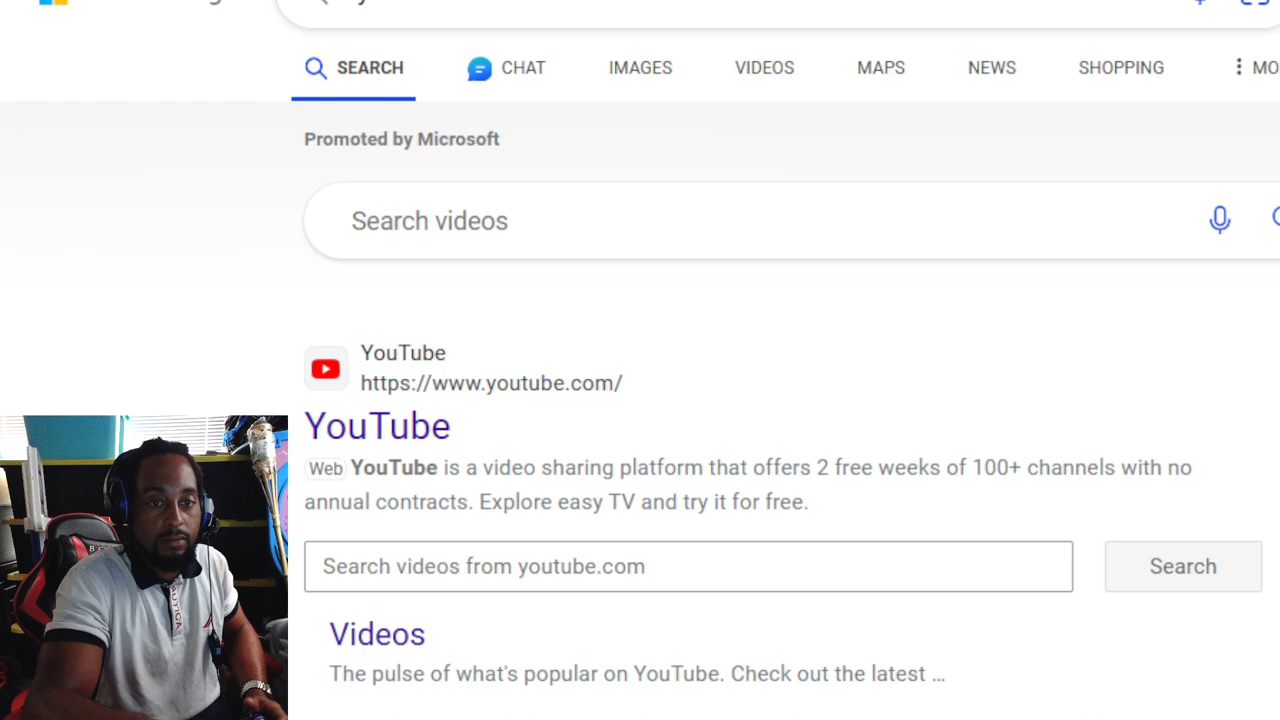 SEARCH CHAT IMAGES VIDEOS MAPS NEWS SHOPPING MO
Promoted by Microsoft
Search videos
YouTube
https://www.youtube.com/
YouTube
Web YouTube is a video sharing platform that offers 2 free weeks of 100+ channels with no
annual contracts. Explore easy TV and try it for free.
Search videos from youtube.com Search
Videos
The pulse of what's popular on YouTube. Check out the latest ...
NAUTICA